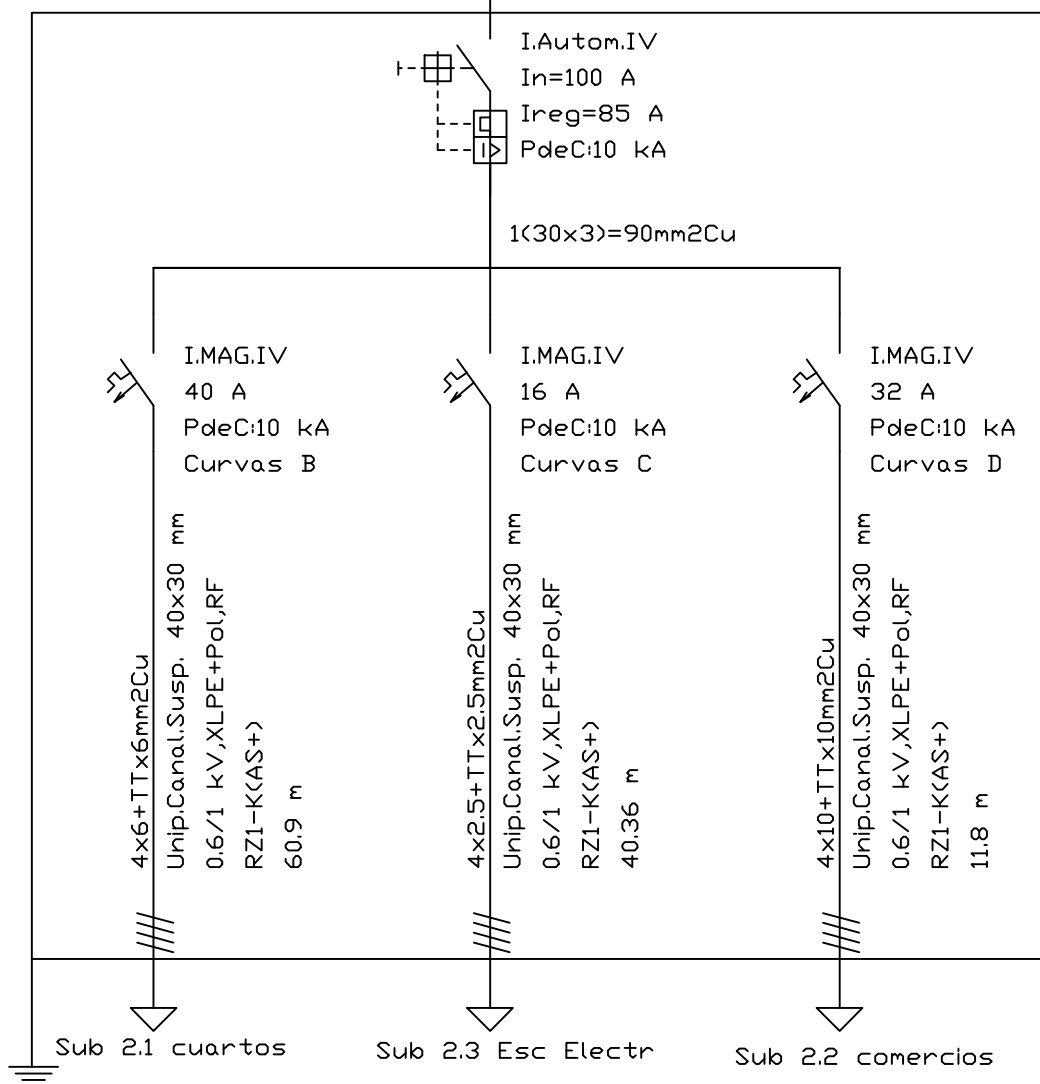 I.Autom.IV
In=100 A
Ireg=85 A
PdeC:10 kA
1(30x3)=90mm2Cu
I.MAG.IV
40 A
PdeC:10 kA
Curvas B
I.MAG.IV
16 A
PdeC:10 kA
Curvas C
I.MAG.IV
32 A
PdeC:10 kA
Curvas D
4x6+TTx6mm2Cu
Unip.Canal.Susp. 40x30 mm
0.6/1 kV,XLPE+Pol,RF
RZ1-K(AS+)
60.9 m
4x2.5+TTx2.5mm2Cu
Unip.Canal.Susp. 40x30 mm
0.6/1 kV,XLPE+Pol,RF
RZ1-K(AS+)
40.36 m
4x10+TTx10mm2Cu
Unip.Canal.Susp. 40x30 mm
0.6/1 kV,XLPE+Pol,RF
RZ1-K(AS+)
11.8 m
Sub 2.1 cuartos
Sub 2.3 Esc Electr
Sub 2.2 comercios